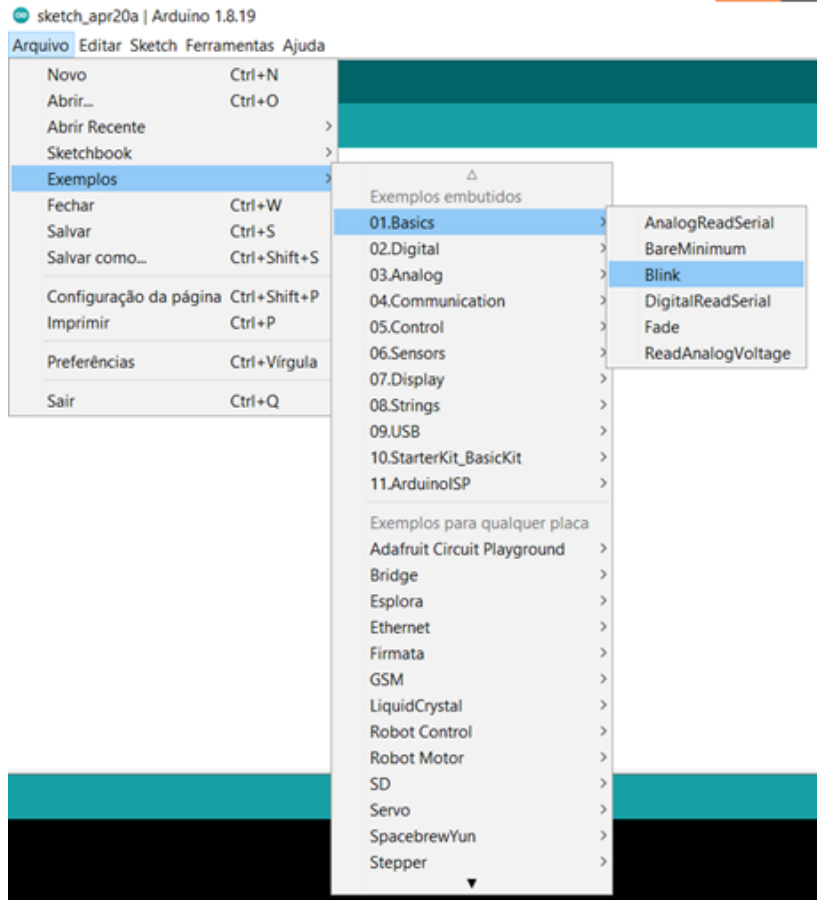 sketch_apr20a | Arduino 1.8.19
Arquivo Editar Sketch Ferramentas Ajuda
Novo Ctrl+N
Abrir... Ctrl+O
Abrir Recente
Sketchbook
Exemplos
Fechar Ctrl+W
Salvar Ctrl+S
Salvar como... Ctrl+Shift+S
Configuração da página Ctrl+Shift+P
Imprimir Ctrl+P
Preferências Ctrl+Vírgula
Sair Ctrl+Q
Exemplos embutidos
01.Basics
02.Digital
03.Analog
04.Communication
05.Control
06.Sensors
07.Display
08.Strings
09.USB
10.StarterKit_BasicKit
11.ArduinoISP
Exemplos para qualquer placa
Adafruit Circuit Playground
Bridge
Esplora
Ethernet
Firmata
GSM
LiquidCrystal
Robot Control
Robot Motor
SD
Servo
SpacebrewYun
Stepper
AnalogReadSerial
BareMinimum
Blink
DigitalReadSerial
Fade
ReadAnalogVoltage